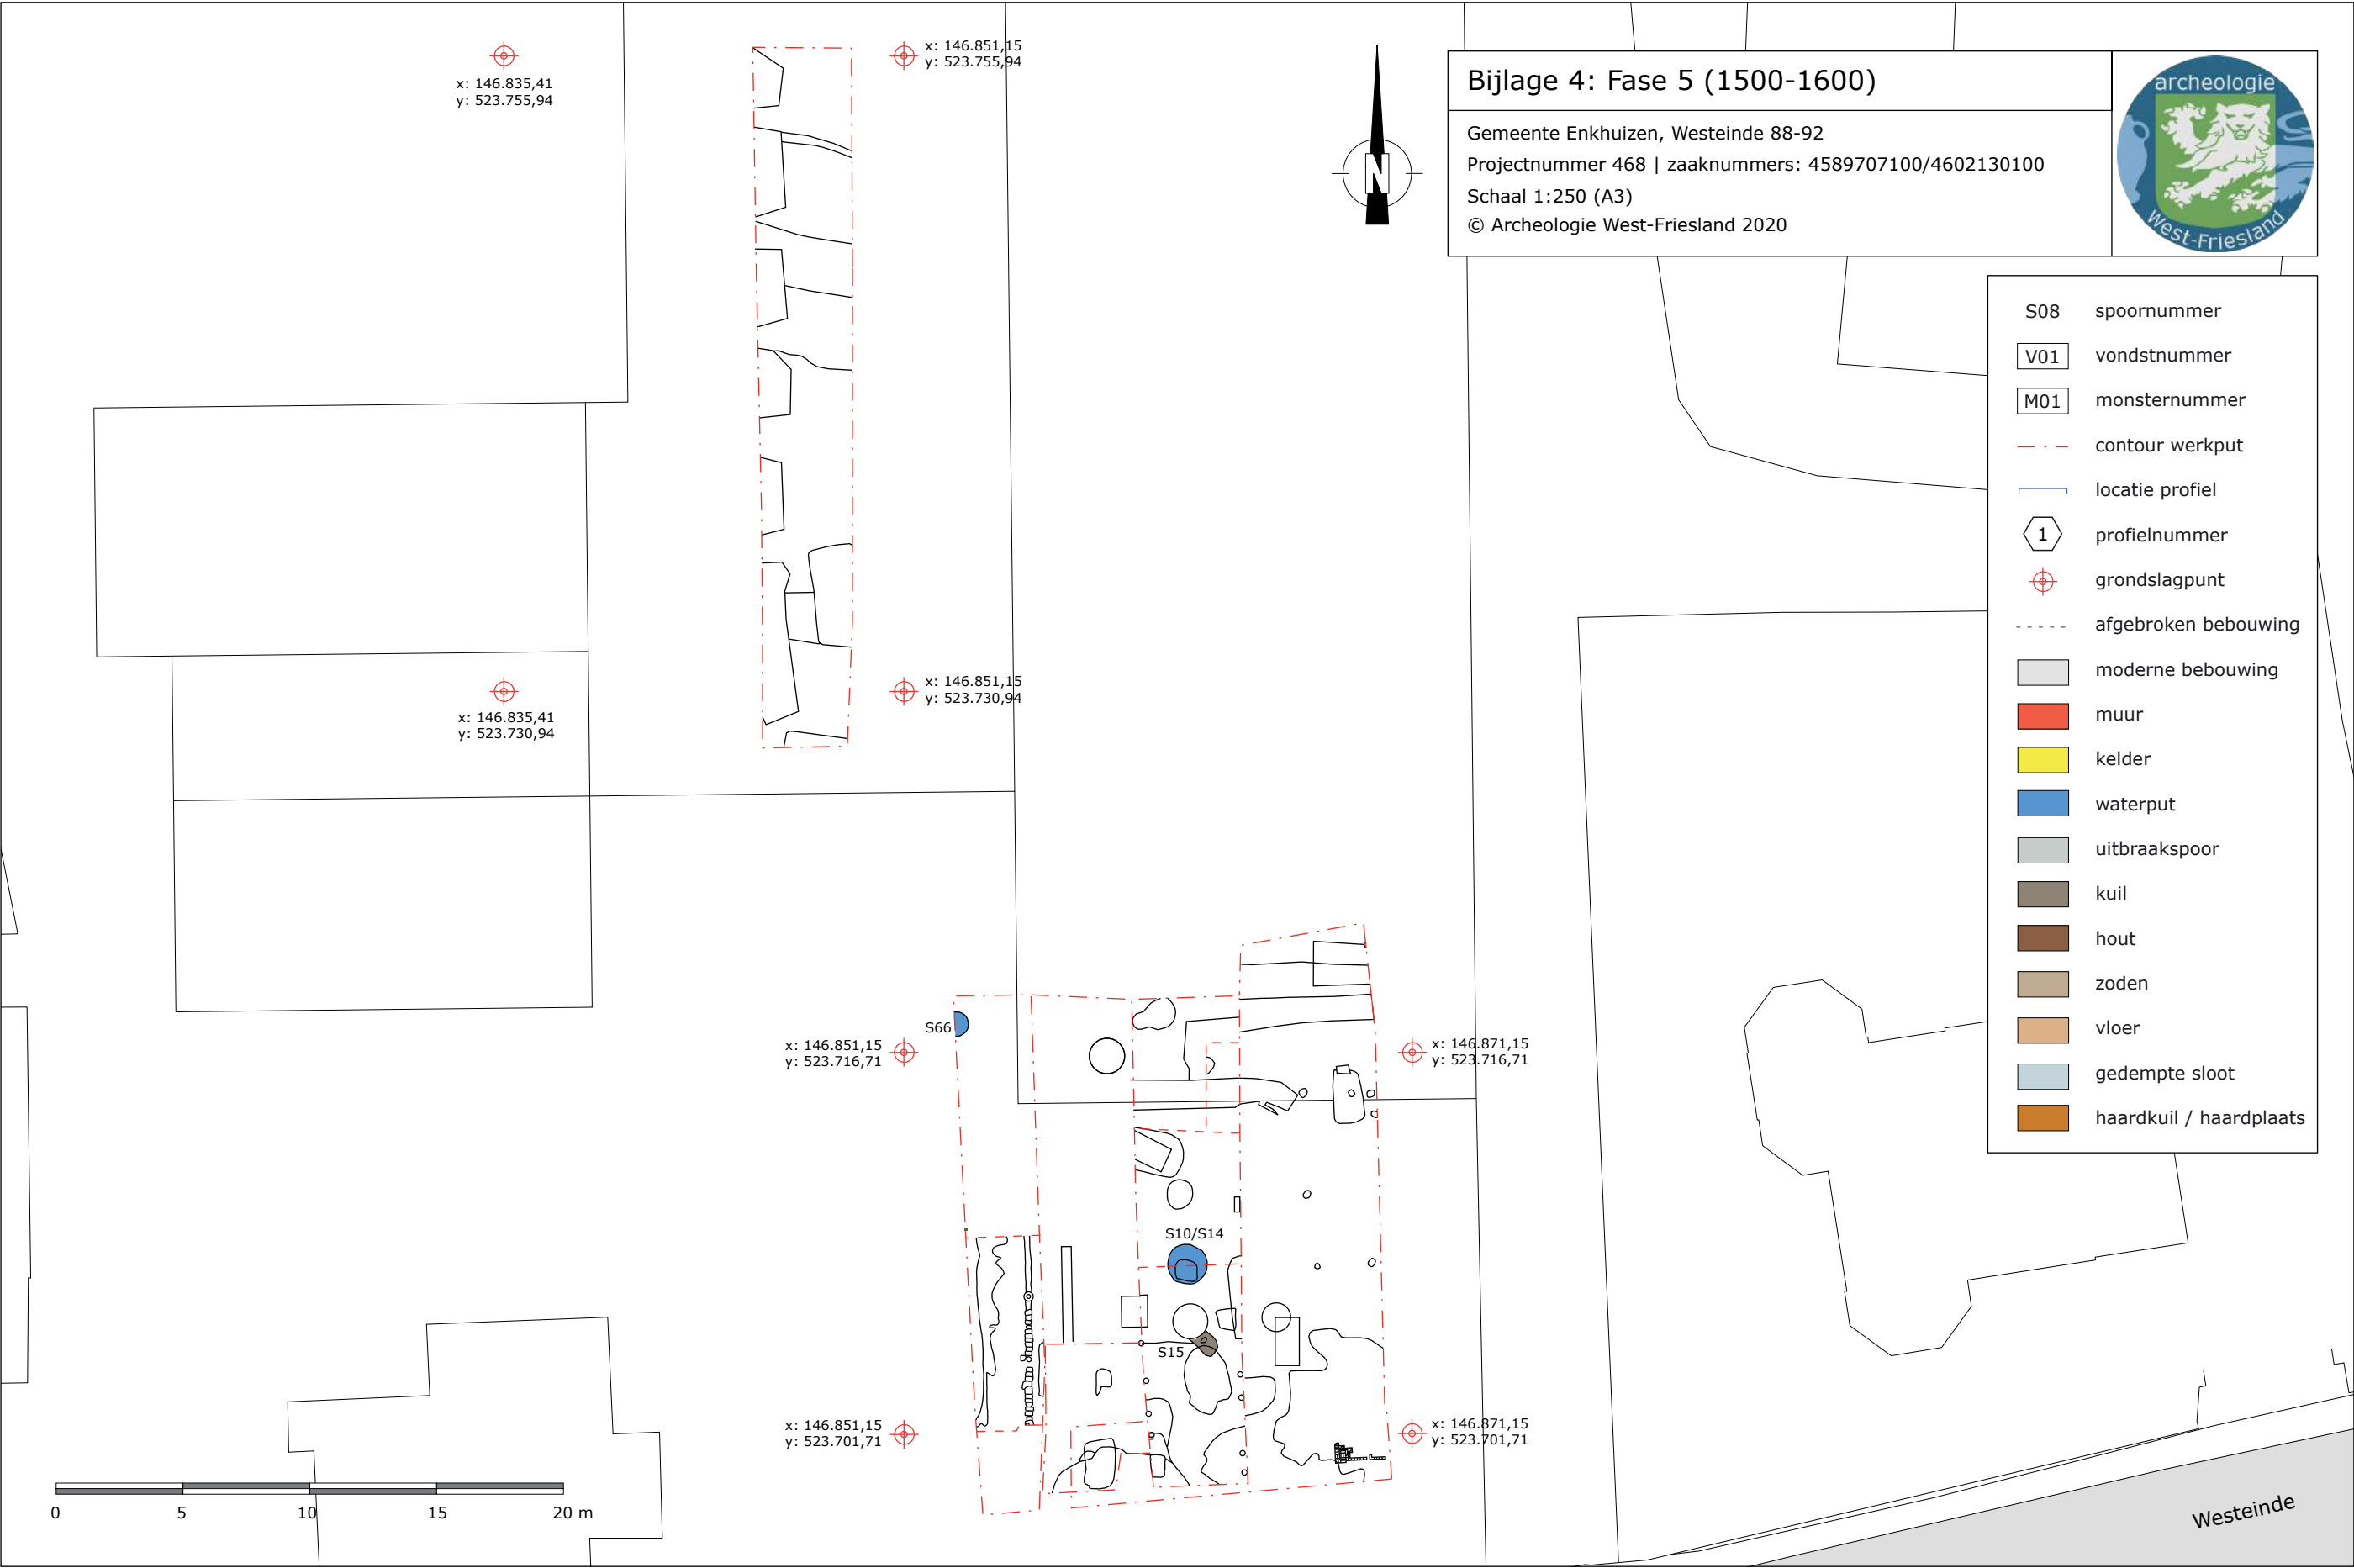 x: 146.835,41
y: 523.755,94
x: 146.851,15
y: 523.755,94
N
Bijlage 4: Fase 5 (1500-1600)
Gemeente Enkhuizen, Westeinde 88-92
Projectnummer 468 | zaaknummers: 4589707100/4602130100
Schaal 1:250 (A3)
© Archeologie West-Friesland 2020
archeologie
West-Friesland
S08 spoornummer
V01 vondstnummer
M01 monsternummer
contour werkput
locatie profiel
1 profielnummer
grondslagpunt
afgebroken bebouwing
moderne bebouwing
muur
kelder
waterput
uitbraakspoor
kuil
hout
zoden
vloer
gedempte sloot
haardkuil / haardplaats
x: 146.835,41
y: 523.730,94
x: 146.851,15
y: 523.730,94
S66
x: 146.851,15
y: 523.716,71
x: 146.871,15
y: 523.716,71
S10/S14
S15
x: 146.851,15
y: 523.701,71
x: 146.871,15
y: 523.701,71
0 5 10 15 20 m
Westeinde